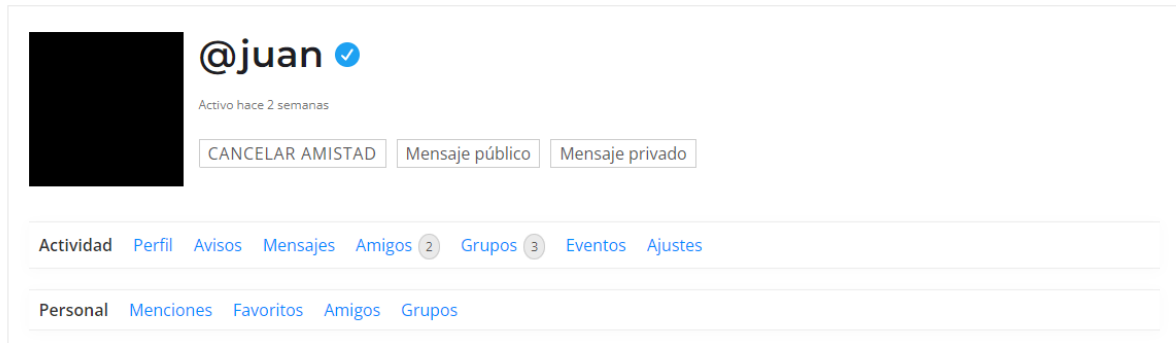 @juan
Activo hace 2 semanas
CANCELAR AMISTAD Mensaje público Mensaje privado
Actividad Perfil Avisos Mensajes Amigos 2 Grupos 3 Eventos Ajustes
Personal Menciones Favoritos Amigos Grupos